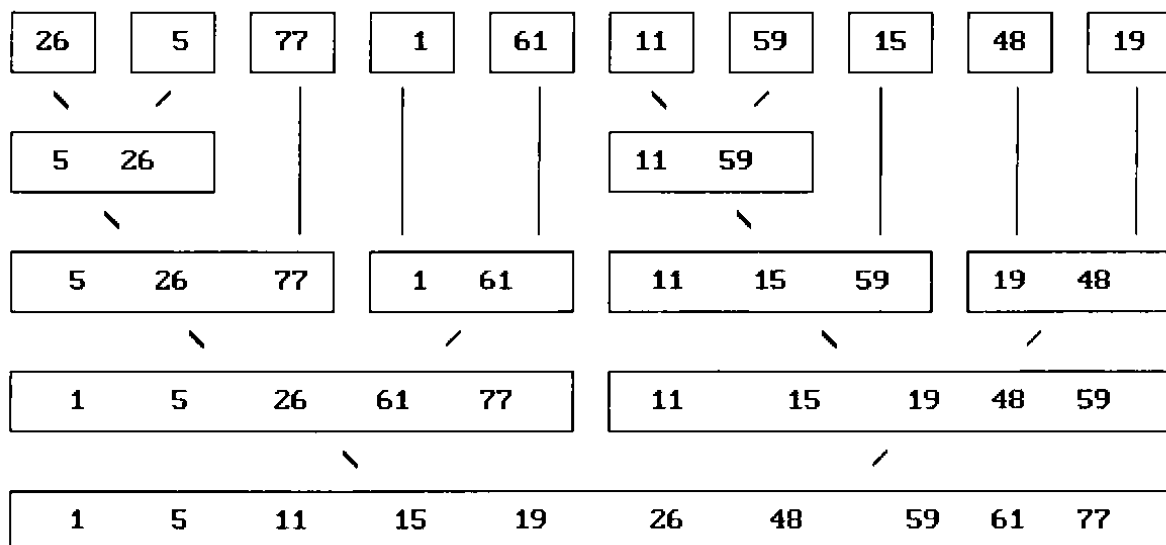 26 5 77 1 61 11 59 15 48 19
5 26 11 59
5 26 77 1 61 11 15 59 19 48
1 5 26 61 77 11 15 19 48 59
1 5 11 15 19 26 48 59 61 77